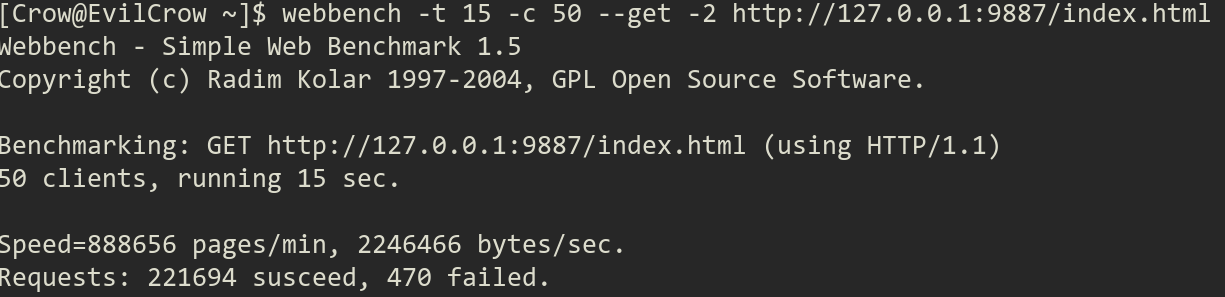 [Crow@EvilCrow ~]$ webbench -t 15 -c 50 --get -2 http://127.0.0.1:9887/index.html
Webbench - Simple Web Benchmark 1.5
Copyright (c) Radim Kolar 1997-2004, GPL Open Source Software.
Benchmarking: GET http://127.0.0.1:9887/index.html (using HTTP/1.1)
50 clients, running 15 sec.
Speed=888656 pages/min, 2246466 bytes/sec.
Requests: 221694 susceed, 470 failed.